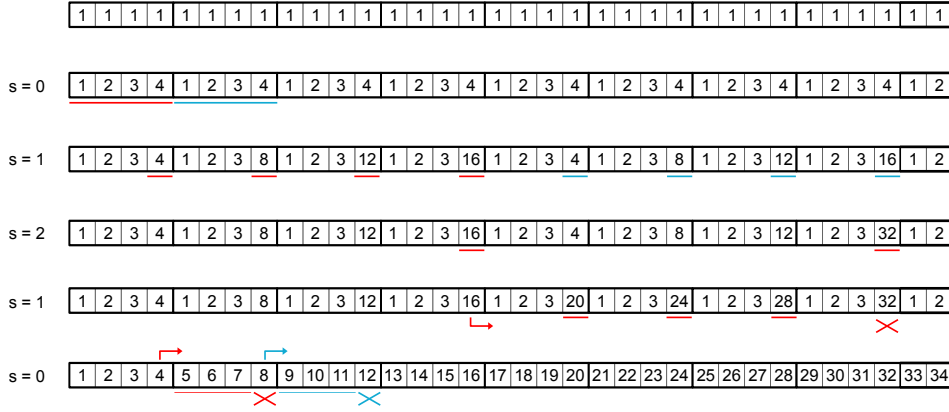 1 1 1 1 1 1 1 1 1 1 1 1 1 1 1 1 1 1 1 1 1 1 1 1 1 1 1 1 1 1 1 1 1 1
s = 0 1 2 3 4 1 2 3 4 1 2 3 4 1 2 3 4 1 2 3 4 1 2 3 4 1 2 3 4 1 2 3 4 1 2
s = 1 1 2 3 4 1 2 3 8 1 2 3 12 1 2 3 16 1 2 3 4 1 2 3 8 1 2 3 12 1 2 3 16 1 2
s = 2 1 2 3 4 1 2 3 8 1 2 3 12 1 2 3 16 1 2 3 4 1 2 3 8 1 2 3 12 1 2 3 32 1 2
s = 1 1 2 3 4 1 2 3 8 1 2 3 12 1 2 3 16 1 2 3 20 1 2 3 24 1 2 3 28 1 2 3 32 1 2
s = 0 1 2 3 4 5 6 7 8 9 10 11 12 13 14 15 16 17 18 19 20 21 22 23 24 25 26 27 28 29 30 31 32 33 34